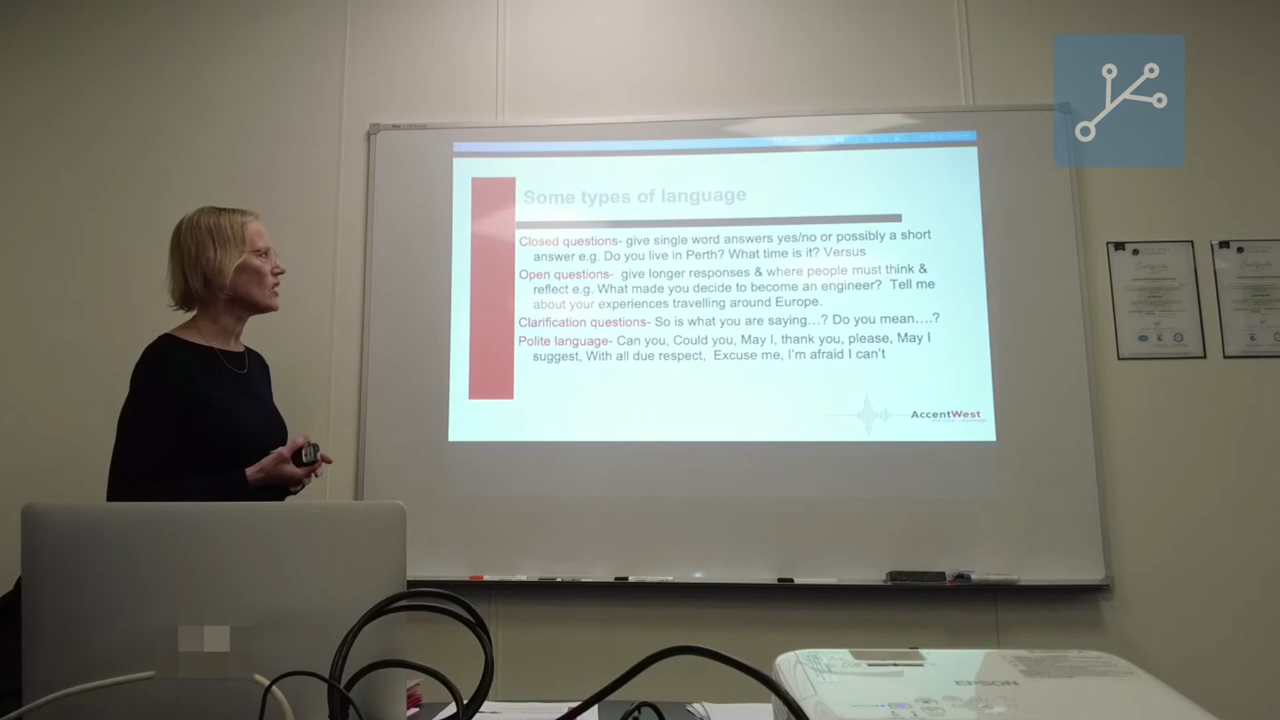 Some types of language
Closed questions- give single word answers yes/no or possibly a short
answer e.g. Do you live in Perth? What time is it? Versus
Open questions- give longer responses & where people must think &
reflect e.g. What made you decide to become an engineer? Tell me
about your experiences travelling around Europe.
Clarification questions- So is what you are saying…? Do you mean….?
Polite language- Can you, Could you, May I, thank you, please, May I
suggest, With all due respect, Excuse me, I'm afraid I can't
AccentWest
EPSON